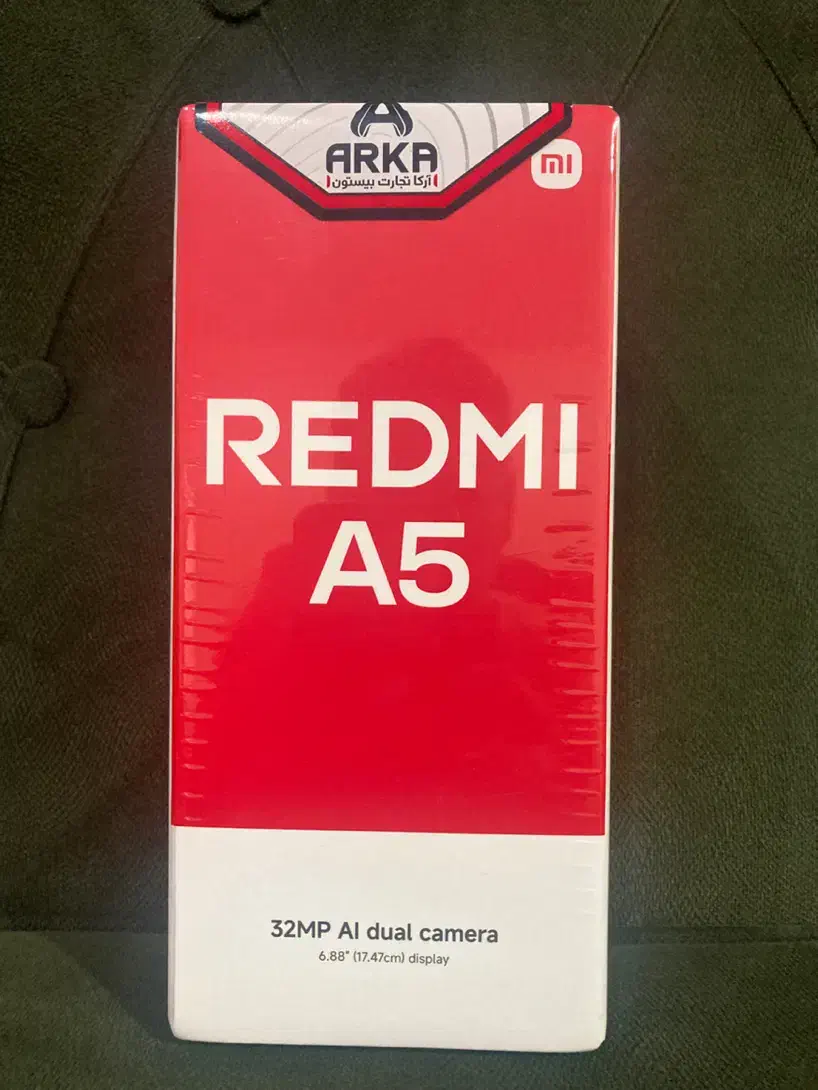 ARKA
آرکا تجارت بیستون
mi
REDMI
A5
32MP AI dual camera
6.88" (17.47cm) display